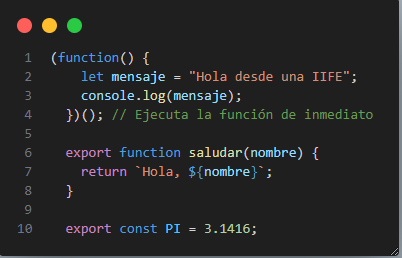 1 (function() {
2 let mensaje = "Hola desde una IIFE";
3 console.log(mensaje);
4 })(); // Ejecuta la función de inmediato
5
6 export function saludar(nombre) {
7 return `Hola, ${nombre}`;
8 }
9
10 export const PI = 3.1416;